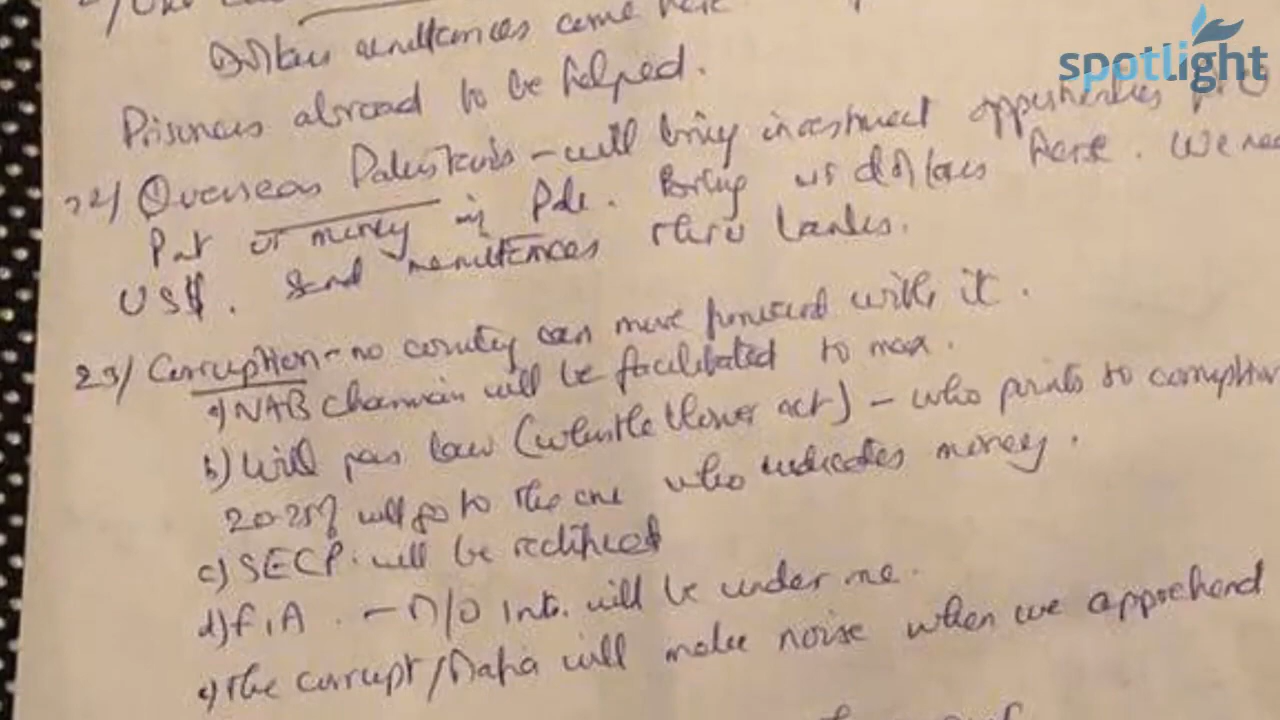 spotlight
remittances come here
Prisoners abroad to be helped.
22/ Overseas Pakistanis - will bring investment opportunities
Put money in Pak. Bring us dollars here. We need
US$. Send remittances thru banks.
23/ Corruption - no country can move forward with it.
a) NAB Chairman will be facilitated to max.
b) Will pass law (whistle blower act) - who points to corruption
20-25% will go to the one who indicates money.
c) SECP. will be rectified
d) FIA. - M/O Int. will be under me.
e) The corrupt/Mafia will make noise when we apprehend